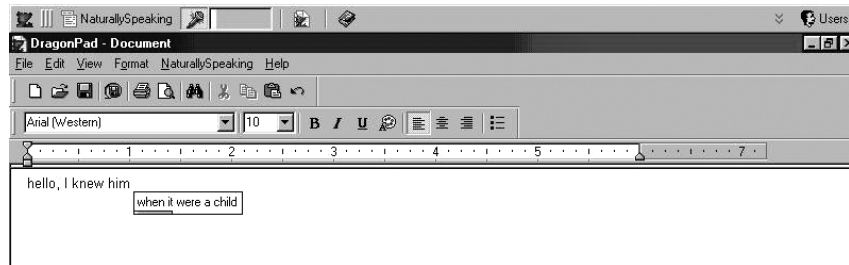 NaturallySpeaking Users
DragonPad - Document
File Edit View Format NaturallySpeaking Help
Arial (Western) 10 B I U
1 2 3 4 5 7
hello, I knew him
when it were a child